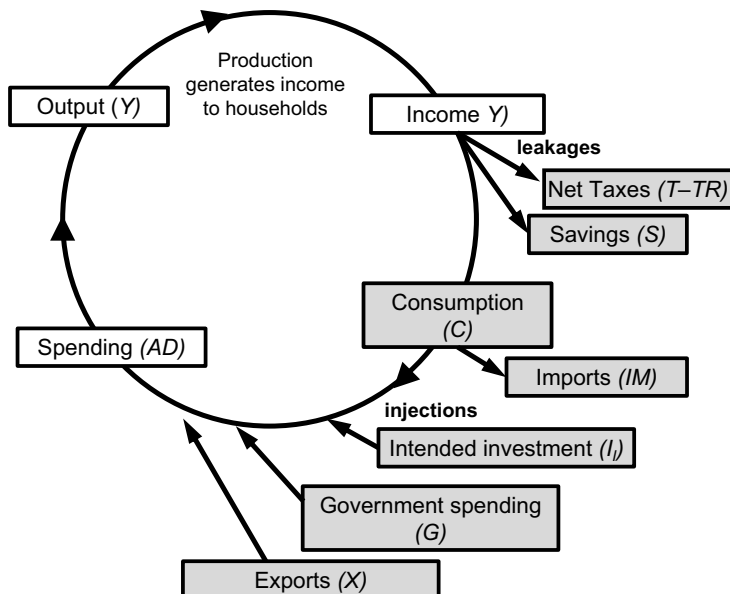 Production
generates income
to households
Output (Y)
Income Y)
leakages
Net Taxes (T–TR)
Savings (S)
Consumption
(C)
Spending (AD)
Imports (IM)
injections
Intended investment (I_I)
Government spending
(G)
Exports (X)